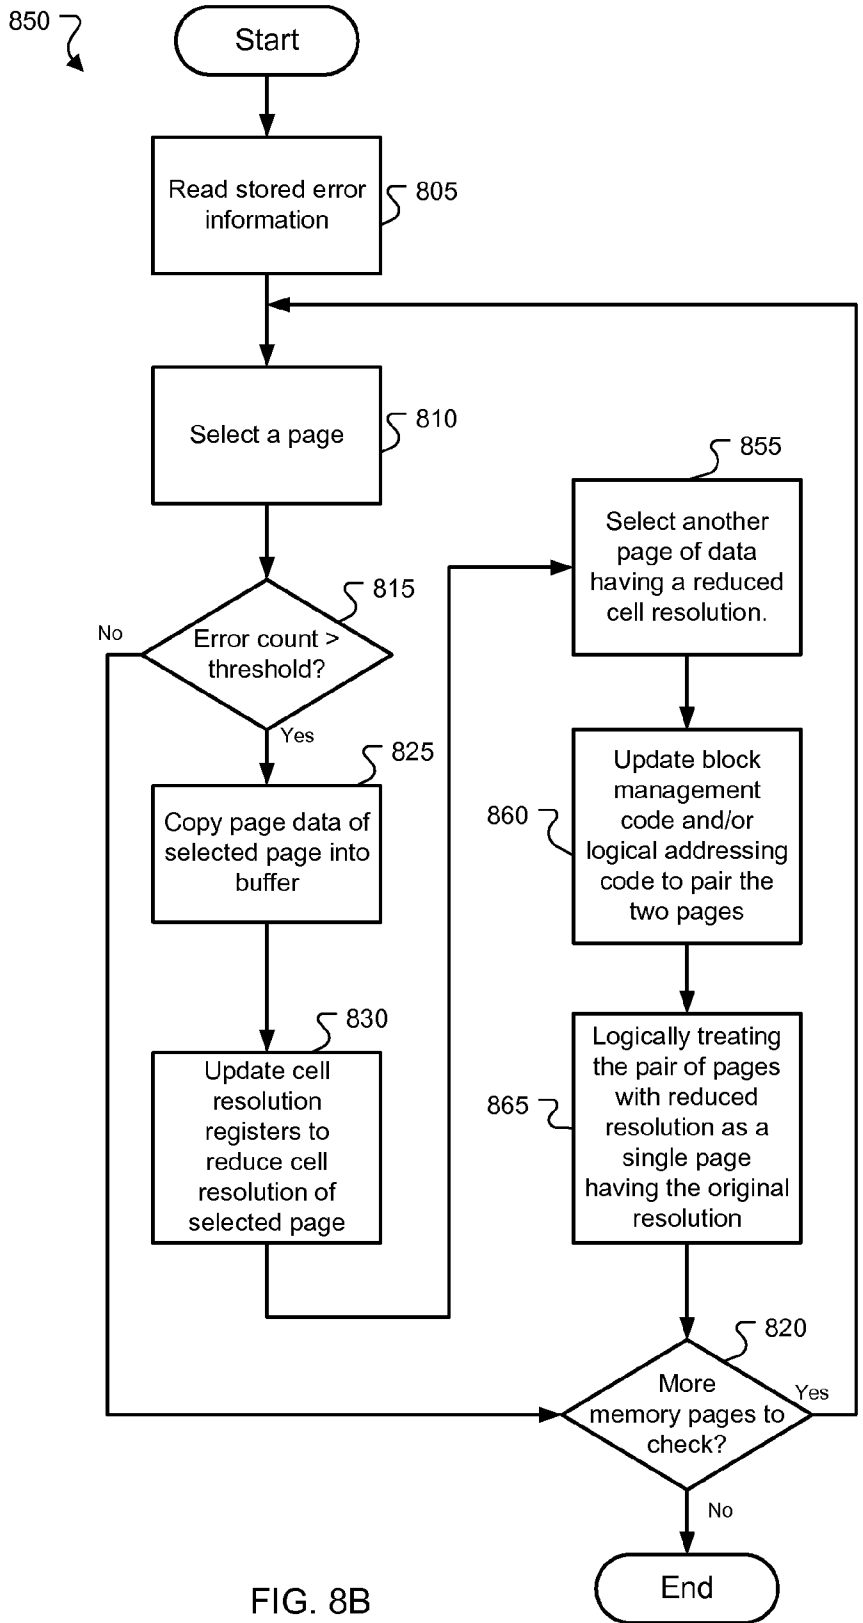 850
Start
Read stored error
information
805
Select a page
810
Error count >
threshold?
815
No
Yes
Copy page data of
selected page into
buffer
825
Update cell
resolution
registers to
reduce cell
resolution of
selected page
830
Select another
page of data
having a reduced
cell resolution.
855
Update block
management
code and/or
logical addressing
code to pair the
two pages
860
Logically treating
the pair of pages
with reduced
resolution as a
single page
having the original
resolution
865
More
memory pages to
check?
820
Yes
No
End
FIG. 8B